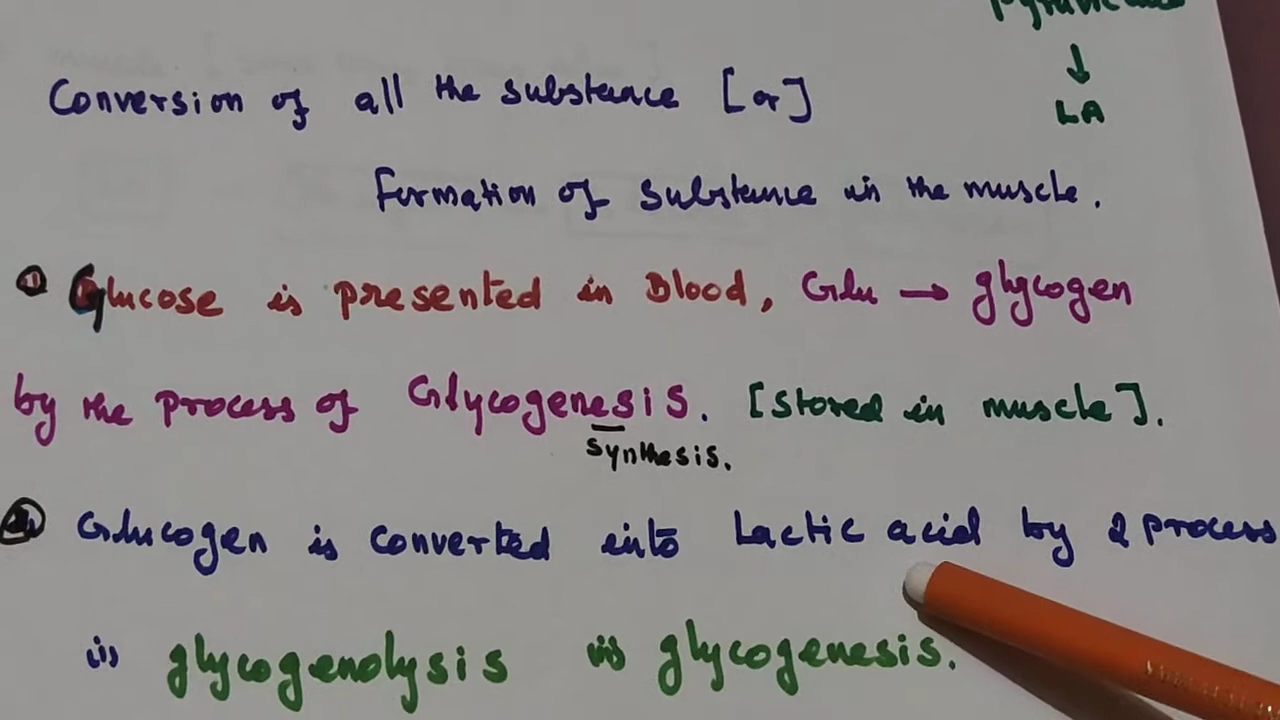 ↓
LA
Conversion of all the substance [or]
Formation of substance in the muscle.
① Glucose is presented in Blood, Glu → glycogen
by the process of Glycogenesis. [stored in muscle].
synthesis.
Glucogen is converted into Lactic acid by 2 process
i, glycogenolysis ii, glycogenesis.